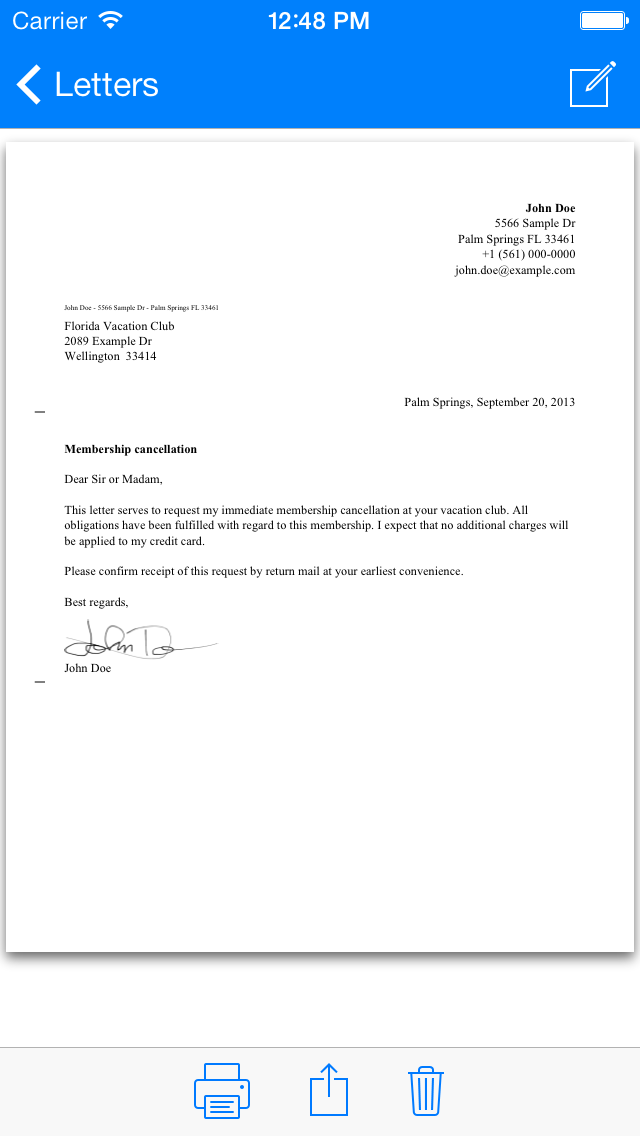 Carrier 12:48 PM
Letters
John Doe
5566 Sample Dr
Palm Springs FL 33461
+1 (561) 000-0000
john.doe@example.com
John Doe - 5566 Sample Dr - Palm Springs FL 33461
Florida Vacation Club
2089 Example Dr
Wellington  33414
Palm Springs, September 20, 2013
Membership cancellation
Dear Sir or Madam,
This letter serves to request my immediate membership cancellation at your vacation club. All
obligations have been fulfilled with regard to this membership. I expect that no additional charges will
be applied to my credit card.
Please confirm receipt of this request by return mail at your earliest convenience.
Best regards,
John Do
John Doe